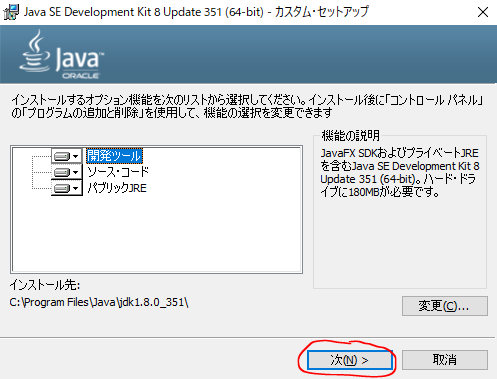 Java SE Development Kit 8 Update 351 (64-bit) - カスタム・セットアップ
Java
ORACLE
インストールするオプション機能を次のリストから選択してください。インストール後に「コントロール パネル」
の「プログラムの追加と削除」を使用して、機能の選択を変更できます
開発ツール
ソース・コード
パブリックJRE
機能の説明
JavaFX SDKおよびプライベートJRE
を含むJava SE Development Kit 8
Update 351 (64-bit)。ハード・ドラ
イブに180MBが必要です。
インストール先:
C:\Program Files\Java\jdk1.8.0_351\
変更(C)...
次(N) >
取消